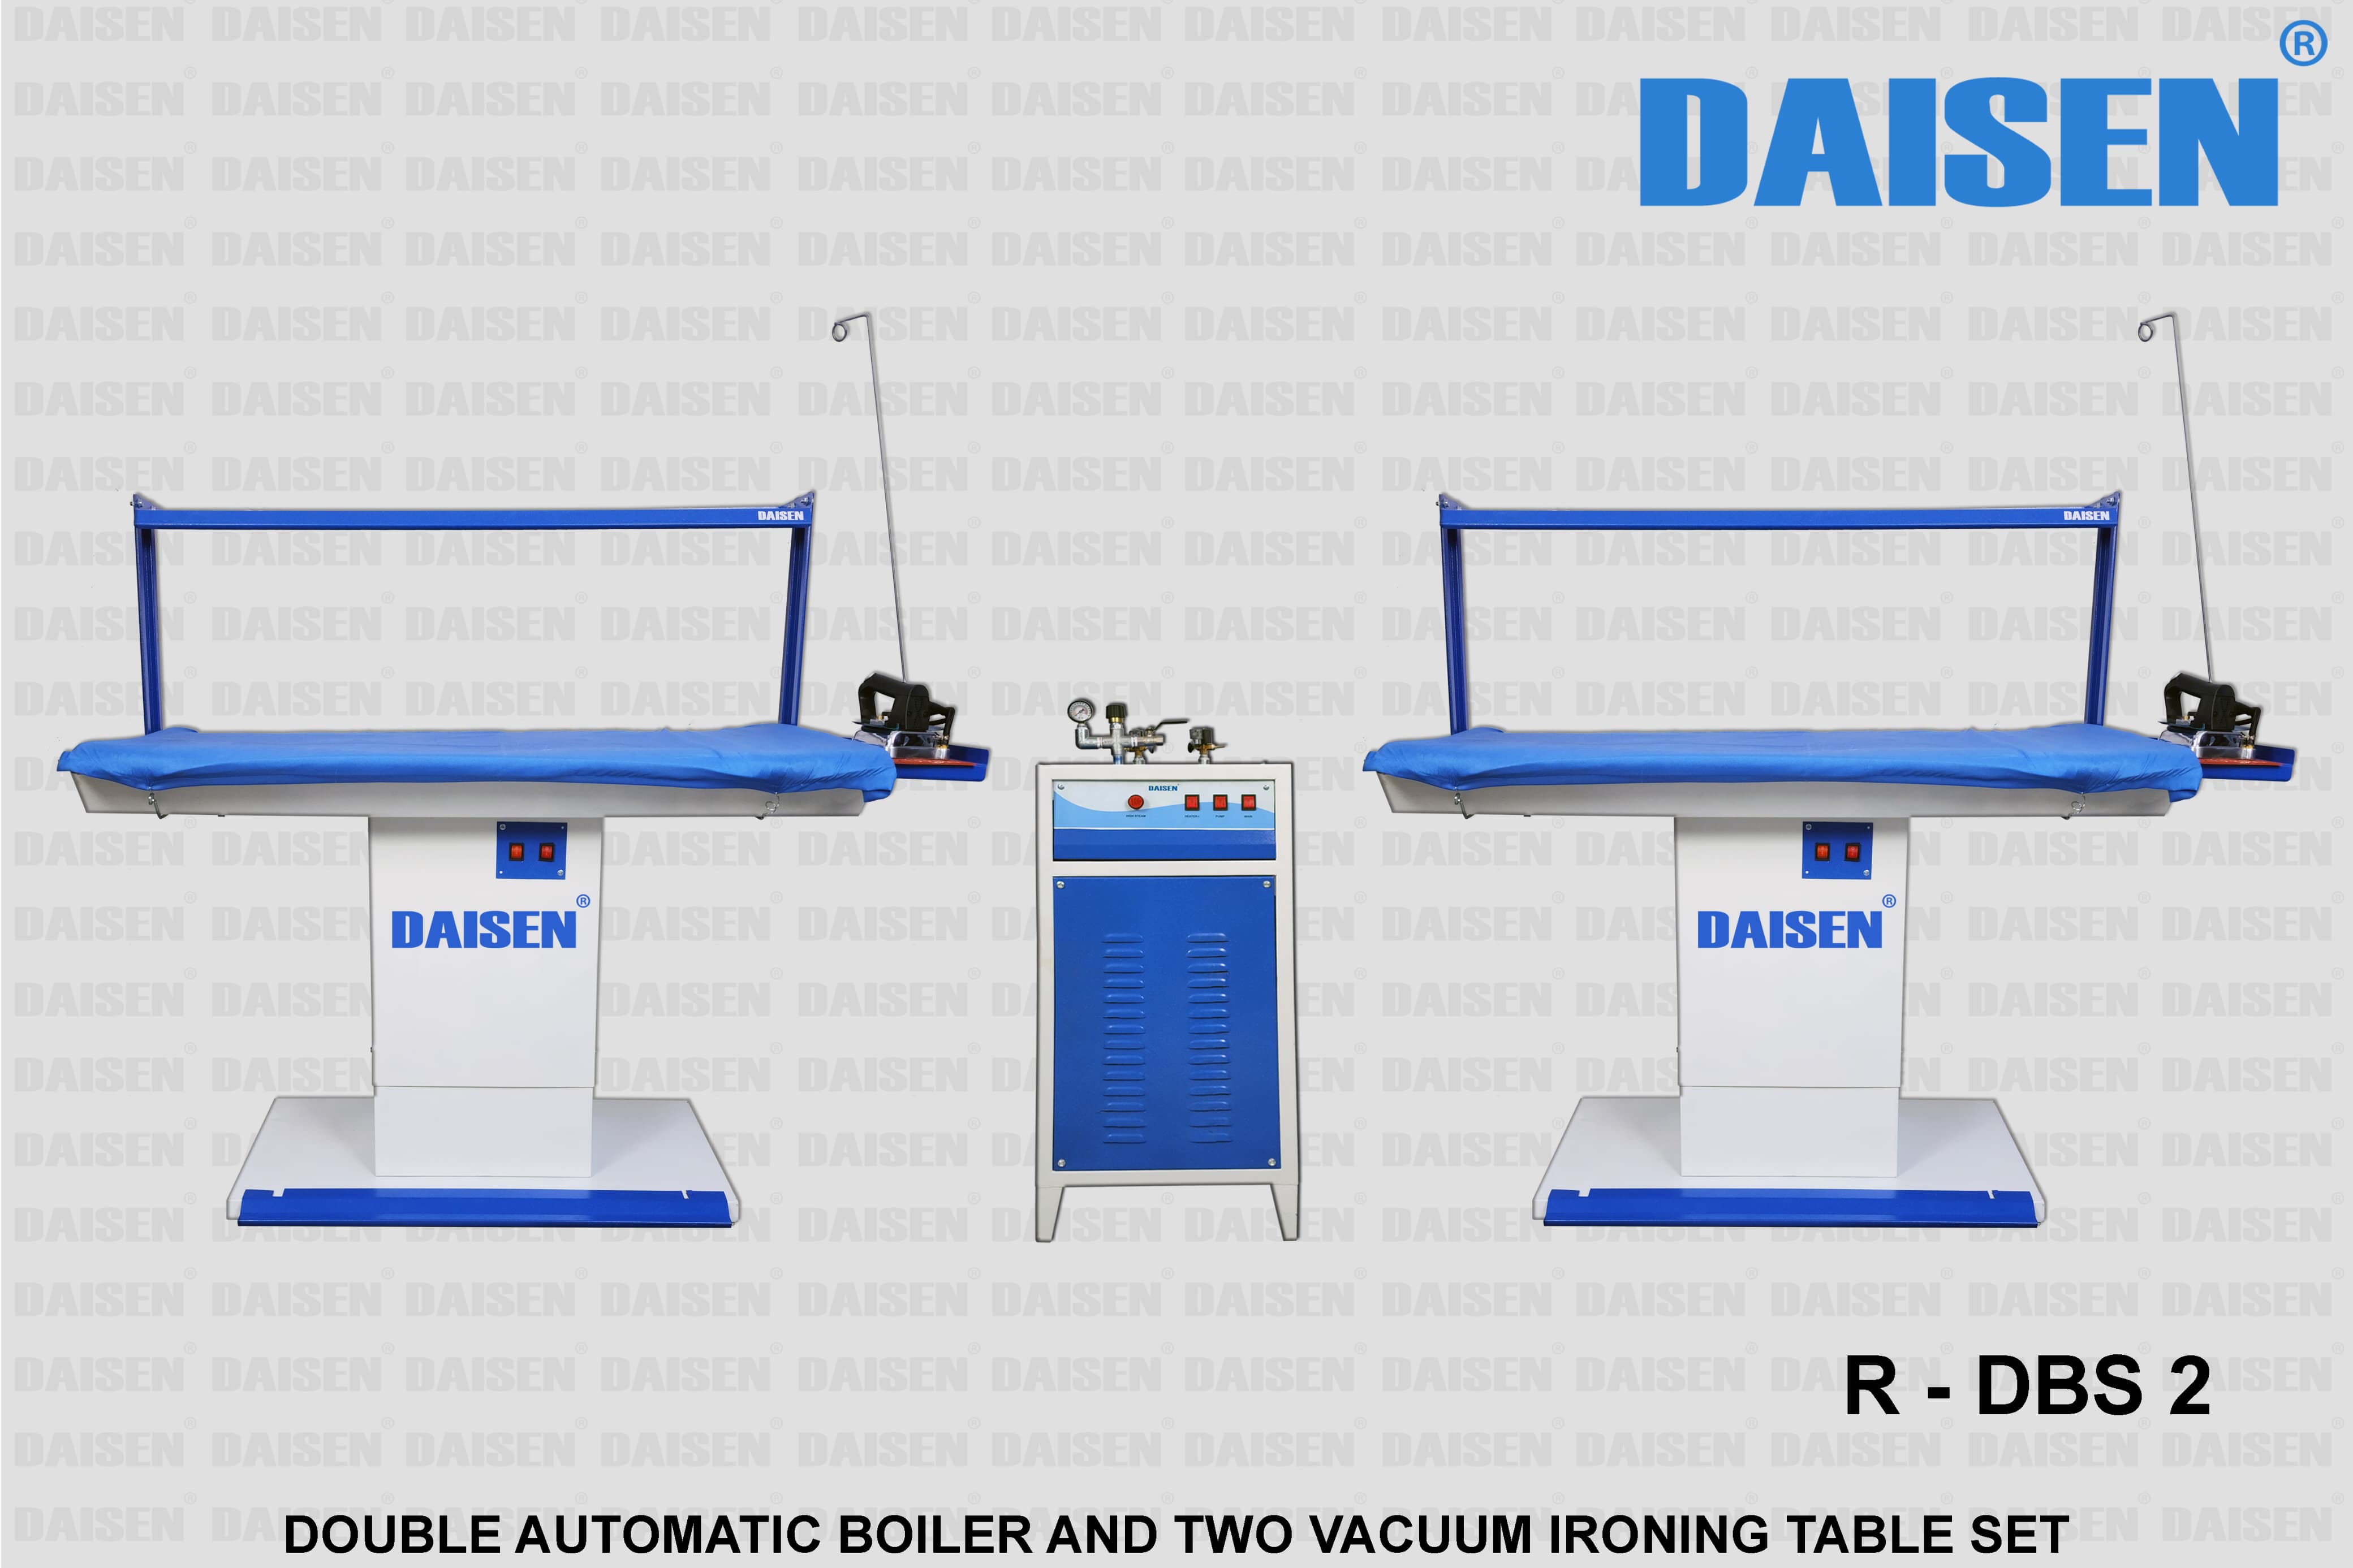 DAISEN®
DAISEN
DAISEN
DAISEN
DAISEN®
DAISEN®
R - DBS 2
DOUBLE AUTOMATIC BOILER AND TWO VACUUM IRONING TABLE SET